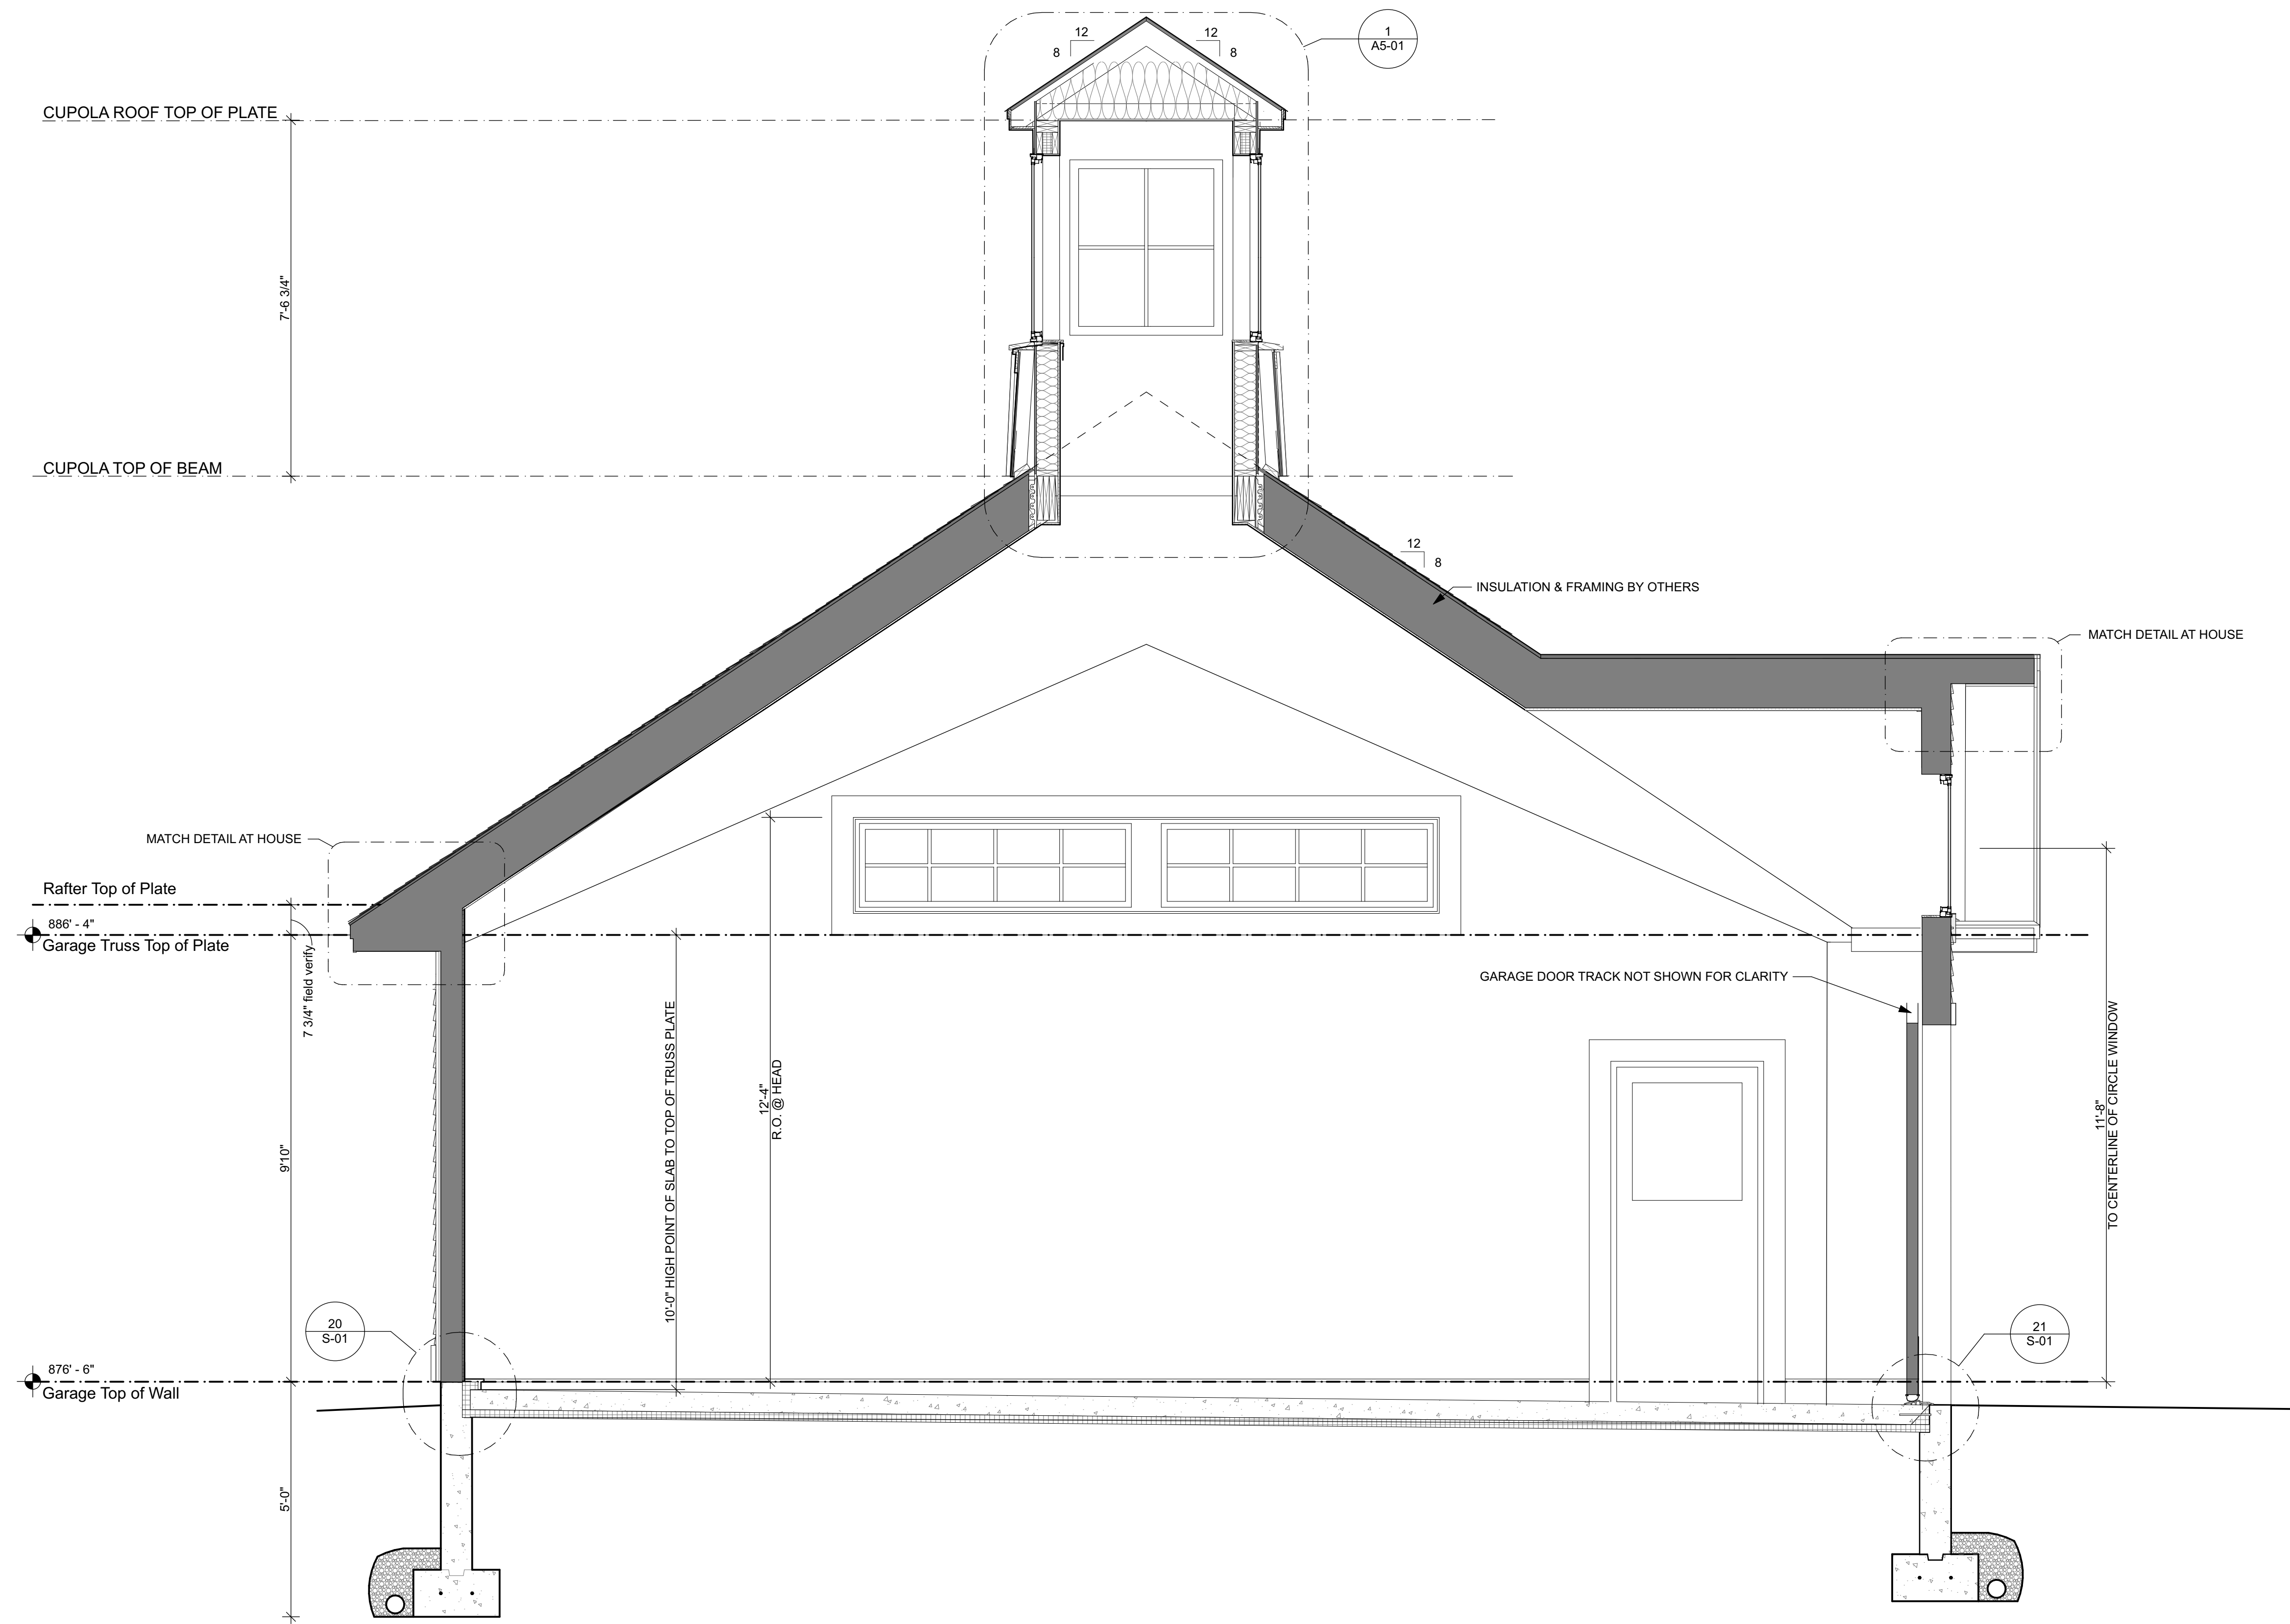 12
8
12
8
1
A5-01
CUPOLA ROOF TOP OF PLATE
7'-6 3/4"
CUPOLA TOP OF BEAM
12
8
INSULATION & FRAMING BY OTHERS
MATCH DETAIL AT HOUSE
MATCH DETAIL AT HOUSE
Rafter Top of Plate
886' - 4"
Garage Truss Top of Plate
7 3/4" field verify
GARAGE DOOR TRACK NOT SHOWN FOR CLARITY
10'-0" HIGH POINT OF SLAB TO TOP OF TRUSS PLATE
12'-4"
R.O. @ HEAD
11'-8"
TO CENTERLINE OF CIRCLE WINDOW
9'10"
20
S-01
21
S-01
876' - 6"
Garage Top of Wall
5'-0"